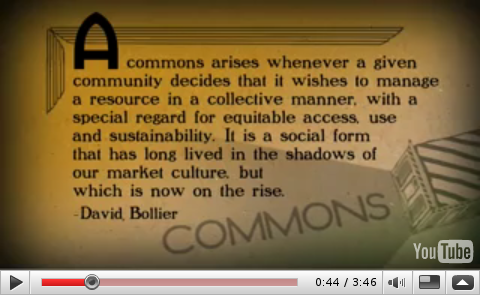 A commons arises whenever a given
community decides that it wishes to manage
a resource in a collective manner, with a
special regard for equitable access, use
and sustainability. It is a social form
that has long lived in the shadows of
our market culture, but
which is now on the rise.
-David Bollier
COMMONS
YouTube
0:44 / 3:46